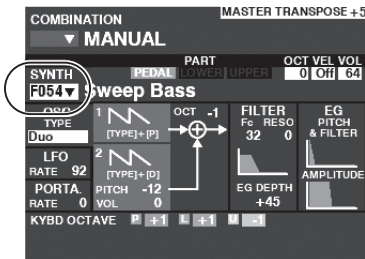 MASTER TRANSPOSE +5
COMBINATION
▼ MANUAL
PART
OCT VEL VOL
SYNTH
PEDAL LOWER UPPER
0 Off 64
F054▼ Sweep Bass
OSC
TYPE
Duo
1
[TYPE]+[P]
OCT -1
2
[TYPE]+[D]
PITCH -12
VOL 0
LFO
RATE 92
PORTA.
RATE 0
FILTER
Fc RESO
32 0
EG DEPTH
+45
EG
PITCH
& FILTER
AMPLITUDE
KYBD OCTAVE P +1 L +1 U -1